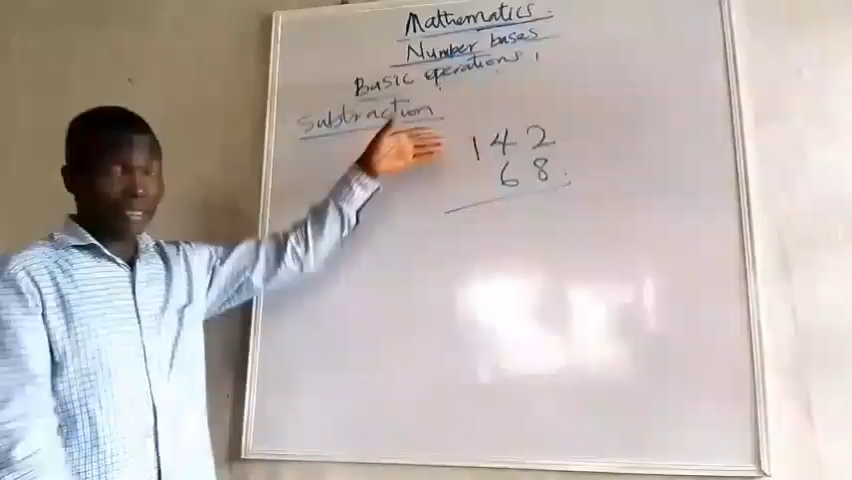 Mathematics.
Number bases
Basic operations,
Subtraction
142
68